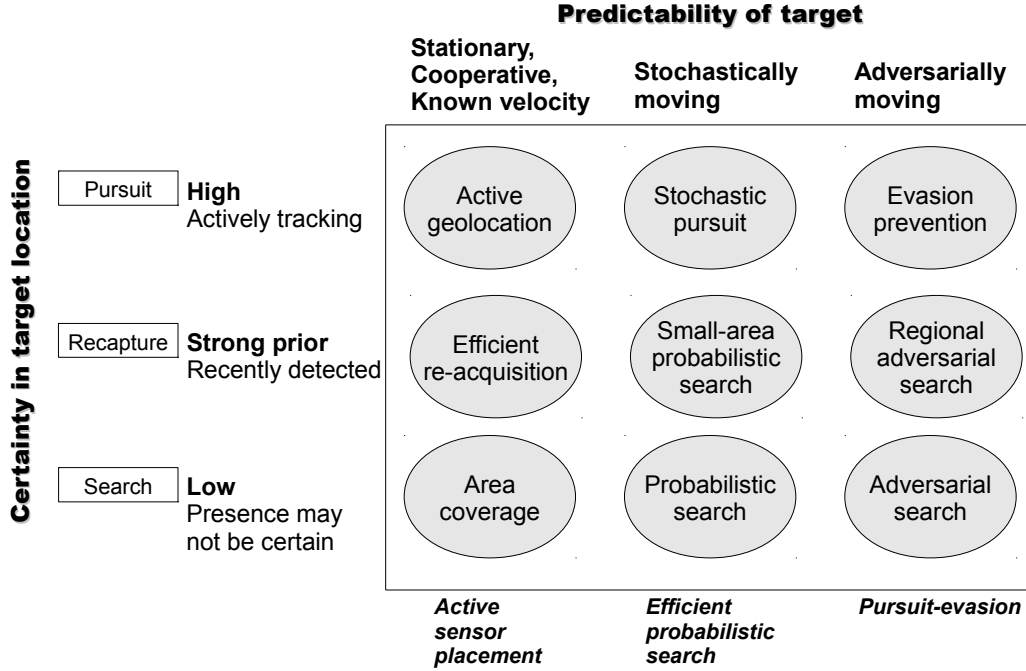 Predictability of target
Stationary,
Cooperative,
Known velocity
Stochastically
moving
Adversarially
moving
Certainty in target location
Pursuit
High
Actively tracking
Active
geolocation
Stochastic
pursuit
Evasion
prevention
Recapture
Strong prior
Recently detected
Efficient
re-acquisition
Small-area
probabilistic
search
Regional
adversarial
search
Search
Low
Presence may
not be certain
Area
coverage
Probabilistic
search
Adversarial
search
Active
sensor
placement
Efficient
probabilistic
search
Pursuit-evasion